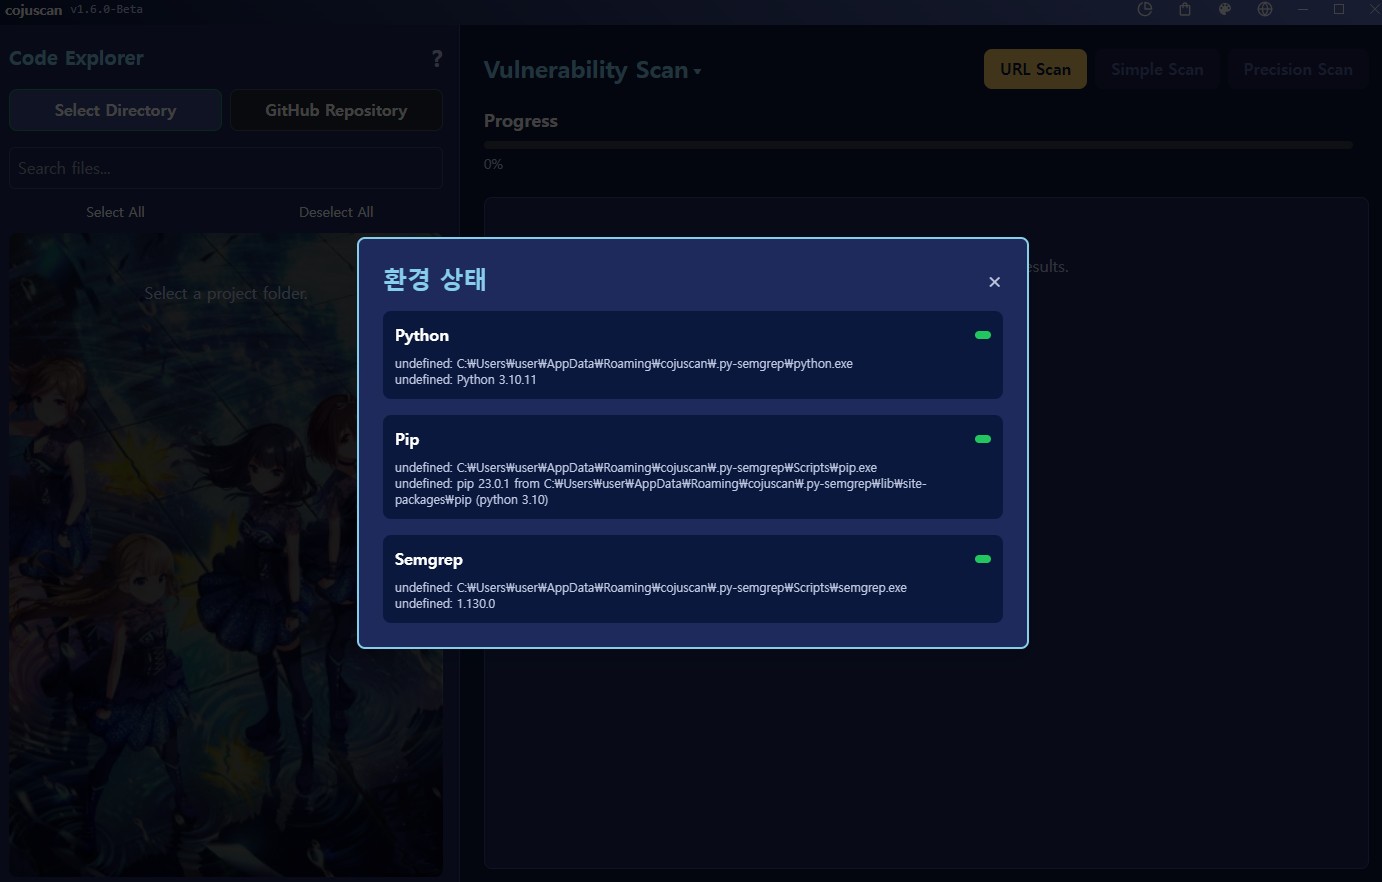 cojuscan v1.6.0-Beta
Code Explorer
?
Select Directory
GitHub Repository
Search files...
Select All
Deselect All
Select a project folder.
Vulnerability Scan
URL Scan
Simple Scan
Precision Scan
Progress
0%
esults.
환경 상태
Python
undefined: C:₩Users₩user₩AppData₩Roaming₩cojuscan₩.py-semgrep₩python.exe
undefined: Python 3.10.11
Pip
undefined: C:₩Users₩user₩AppData₩Roaming₩cojuscan₩.py-semgrep₩Scripts₩pip.exe
undefined: pip 23.0.1 from C:₩Users₩user₩AppData₩Roaming₩cojuscan₩.py-semgrep₩lib₩site-
packages₩pip (python 3.10)
Semgrep
undefined: C:₩Users₩user₩AppData₩Roaming₩cojuscan₩.py-semgrep₩Scripts₩semgrep.exe
undefined: 1.130.0